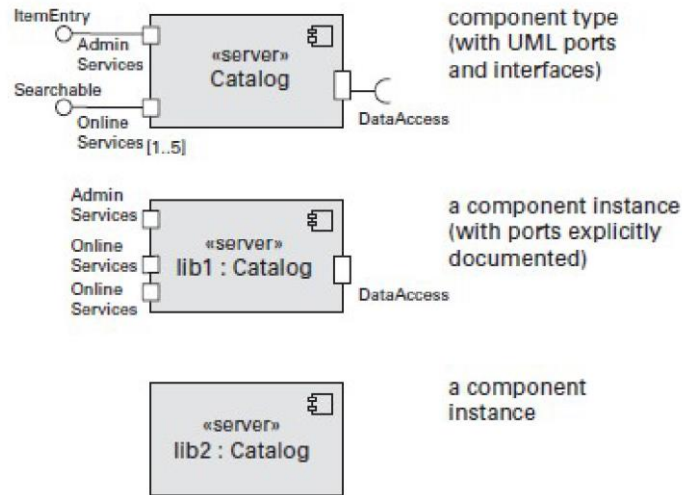 ItemEntry
Admin
Services
Searchable
Online
Services [1..5]
«server»
Catalog
DataAccess
component type
(with UML ports
and interfaces)
Admin
Services
Online
Services
Online
Services
«server»
lib1 : Catalog
DataAccess
a component instance
(with ports explicitly
documented)
«server»
lib2 : Catalog
a component
instance